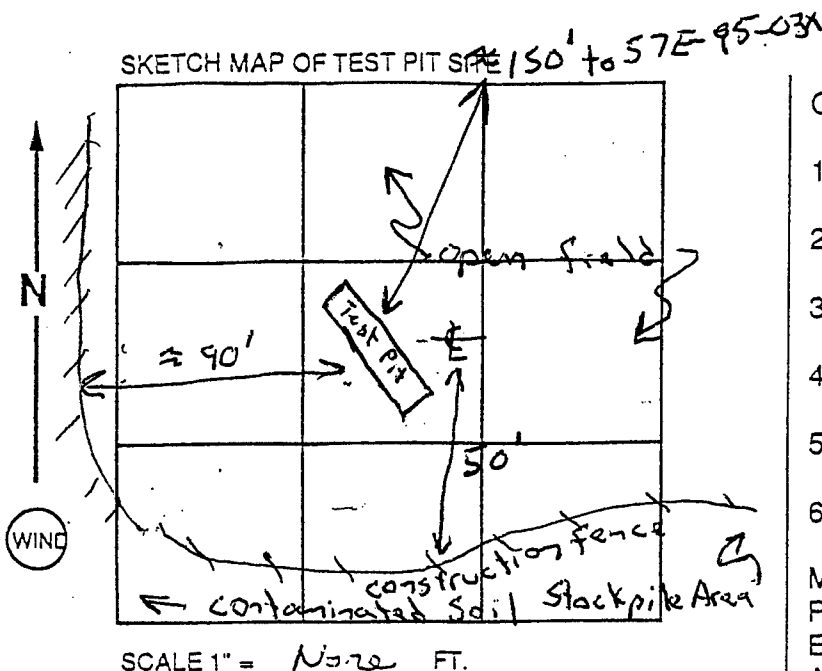 SKETCH MAP OF TEST PIT SITE ≈ 150' to 57E-95-03X
N
open field
Test Pit
≈ 90'
℄
50'
WIND
construction fence
← contaminated Soil Stockpile Area
SCALE 1" = None FT.
C
1
2
3
4
5
6
M
F
E